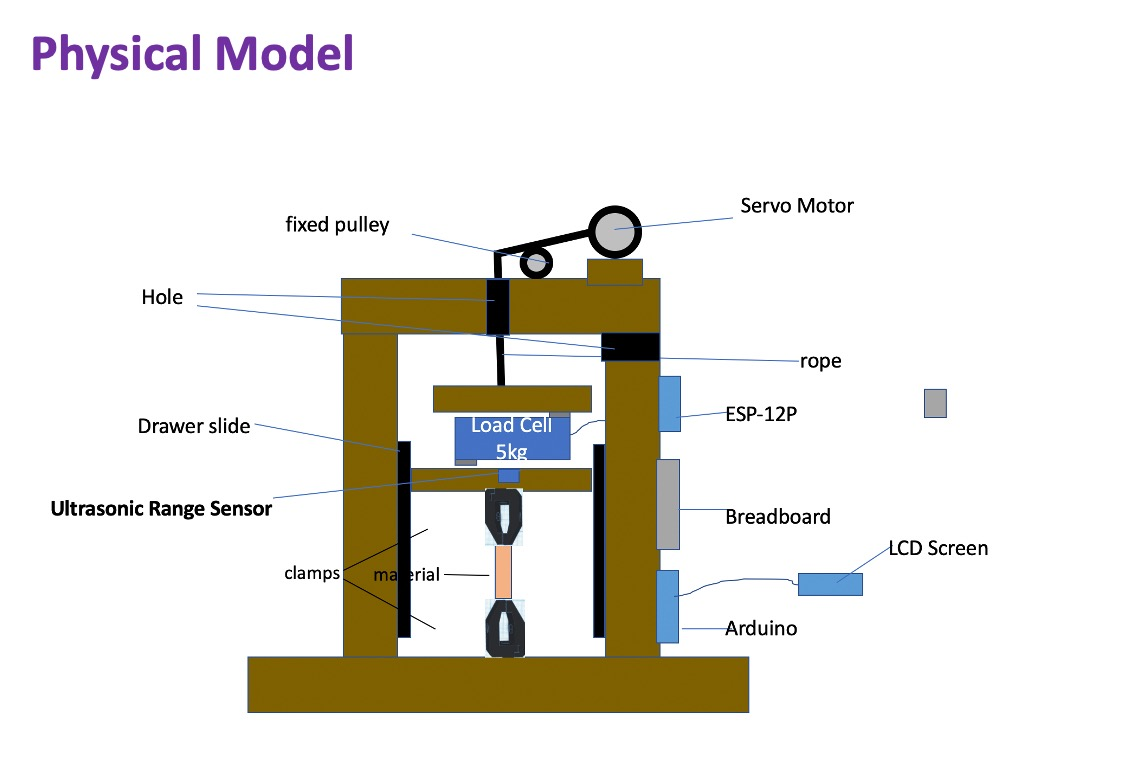 Physical Model
Servo Motor
fixed pulley
Hole
rope
ESP-12P
Drawer slide
Load Cell
5kg
Ultrasonic Range Sensor
Breadboard
LCD Screen
clamps
material
Arduino